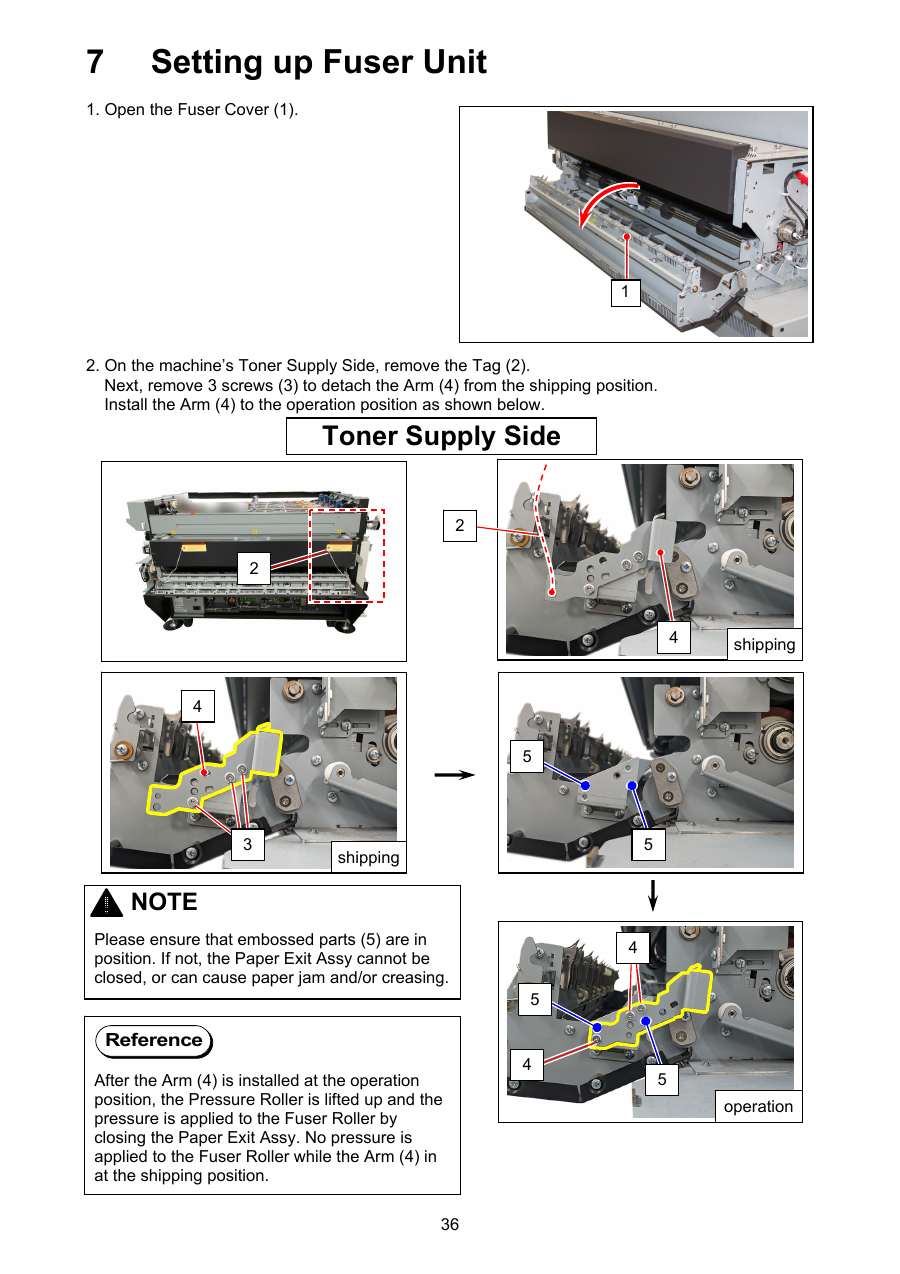 7 Setting up Fuser Unit
1. Open the Fuser Cover (1).
1
2. On the machine’s Toner Supply Side, remove the Tag (2).
Next, remove 3 screws (3) to detach the Arm (4) from the shipping position.
Install the Arm (4) to the operation position as shown below.
Toner Supply Side
2
2
4
shipping
4
3
shipping
5
5
NOTE
Please ensure that embossed parts (5) are in
position. If not, the Paper Exit Assy cannot be
closed, or can cause paper jam and/or creasing.
4
5
4
5
operation
Reference
After the Arm (4) is installed at the operation
position, the Pressure Roller is lifted up and the
pressure is applied to the Fuser Roller by
closing the Paper Exit Assy. No pressure is
applied to the Fuser Roller while the Arm (4) in
at the shipping position.
36